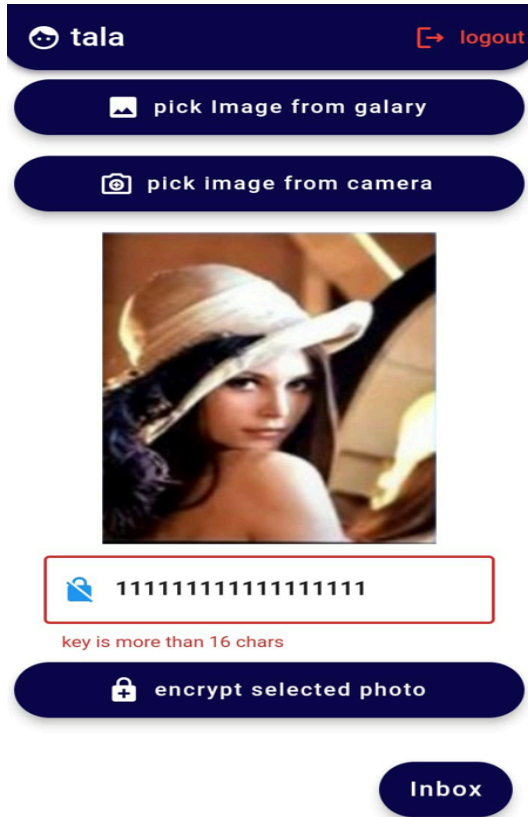 tala
logout
pick Image from galary
pick image from camera
111111111111111111
key is more than 16 chars
encrypt selected photo
Inbox